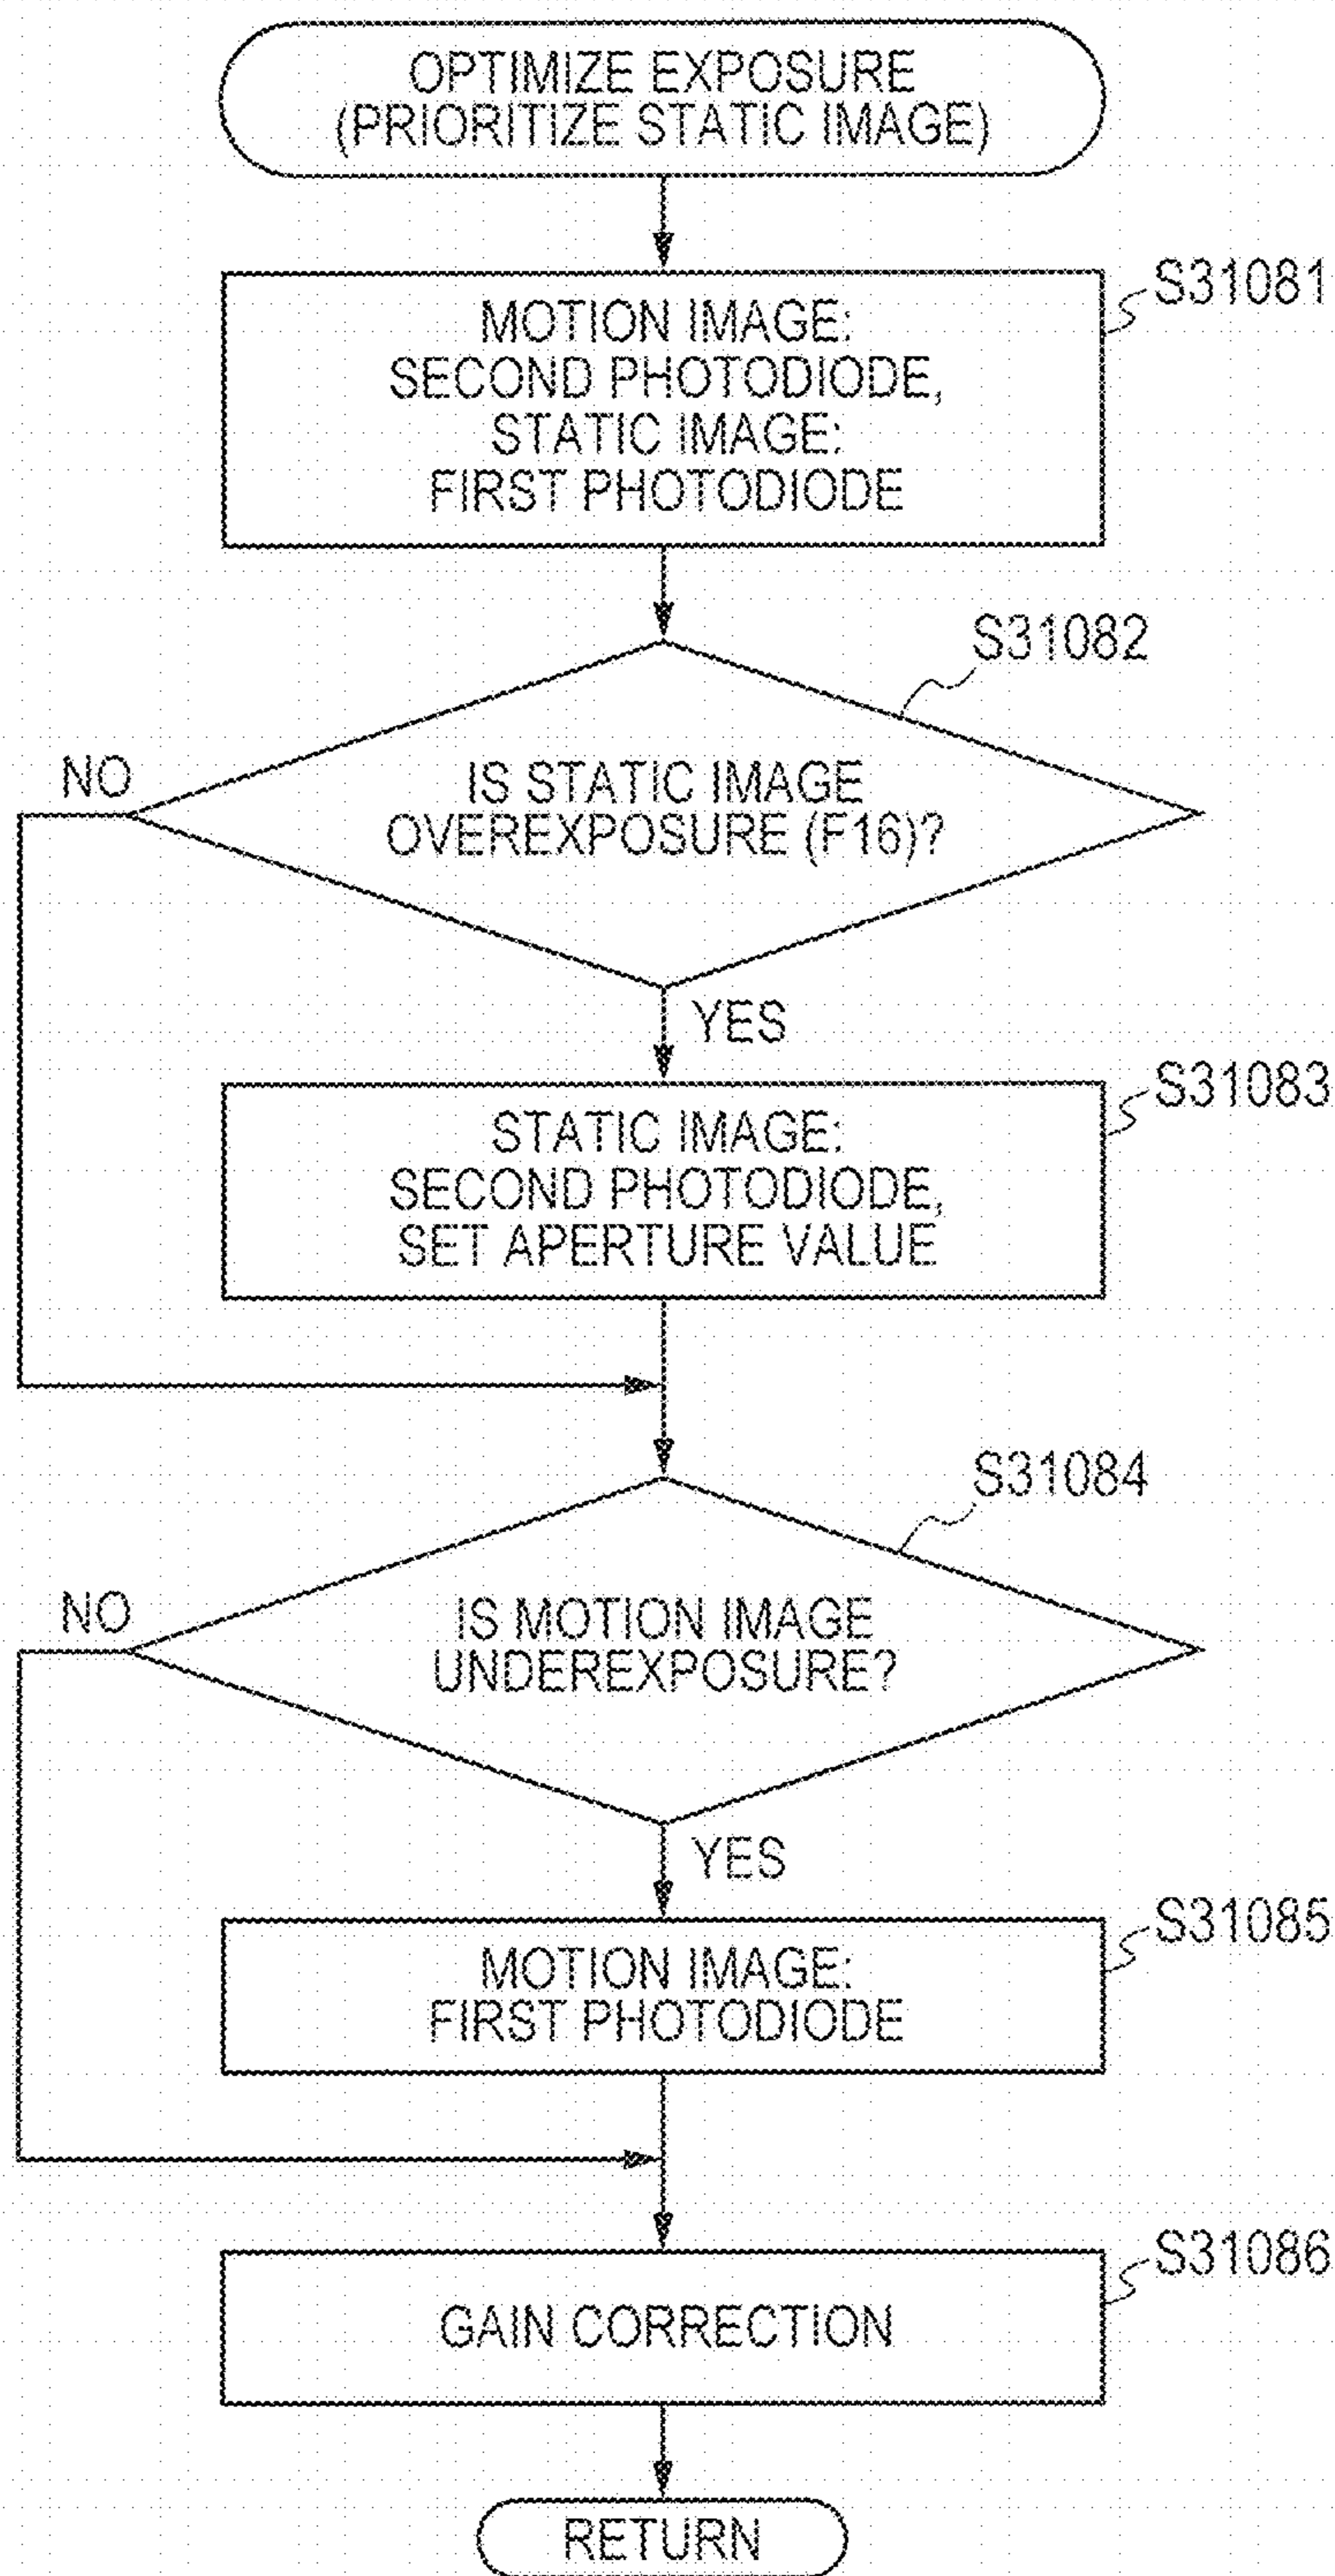 OPTIMIZE EXPOSURE
(PRIORITIZE STATIC IMAGE)
S31081
MOTION IMAGE:
SECOND PHOTODIODE,
STATIC IMAGE:
FIRST PHOTODIODE
S31082
NO
IS STATIC IMAGE
OVEREXPOSURE (F16)?
YES
S31083
STATIC IMAGE:
SECOND PHOTODIODE,
SET APERTURE VALUE
S31084
NO
IS MOTION IMAGE
UNDEREXPOSURE?
YES
S31085
MOTION IMAGE:
FIRST PHOTODIODE
S31086
GAIN CORRECTION
RETURN